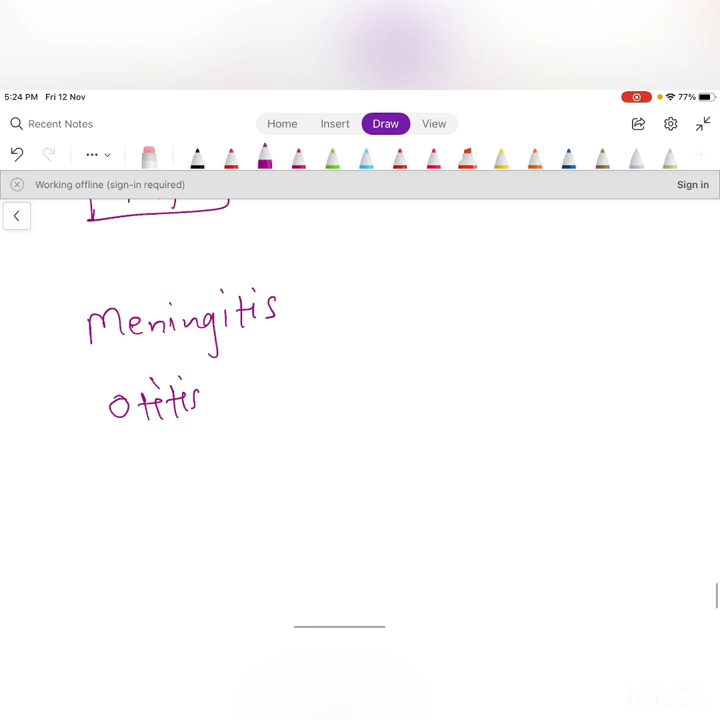 5:24 PM Fri 12 Nov 77%
Recent Notes Home Insert Draw View
Working offline (sign-in required) Sign in
Meningitis
Otitis